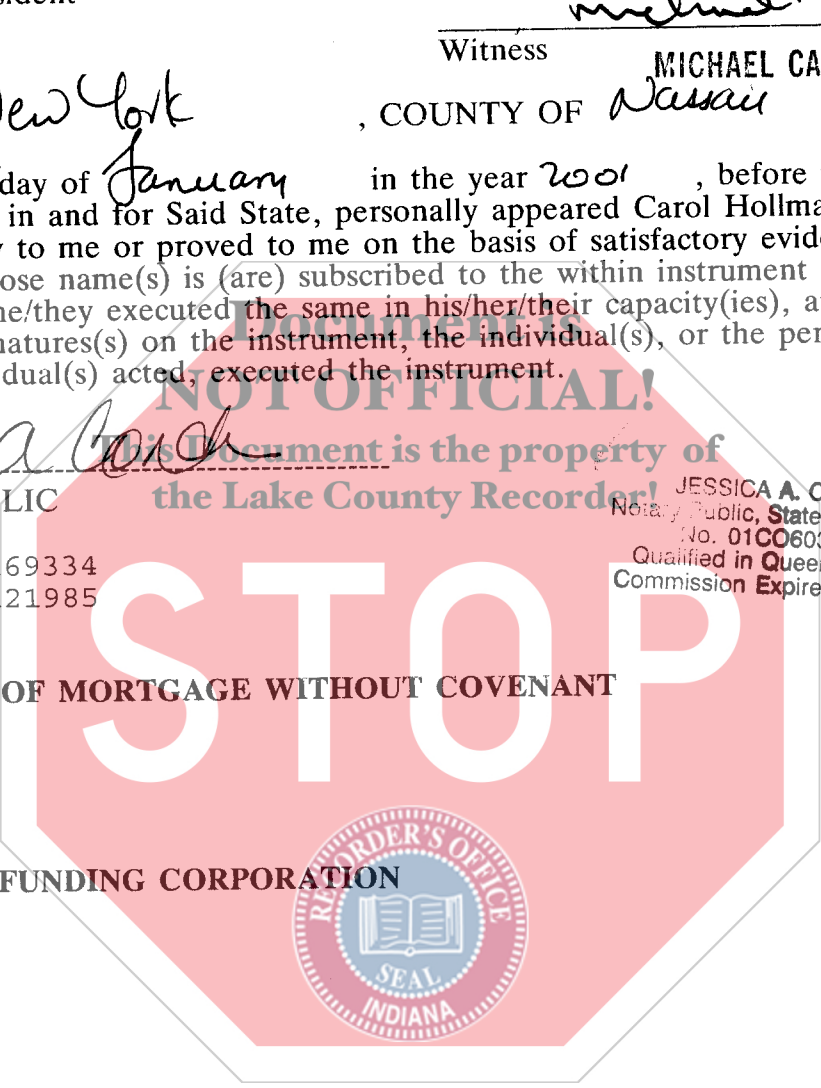 sident
Witness
MICHAEL CA
New York , COUNTY OF Nassau
day of January in the year 2001 , before
in and for Said State, personally appeared Carol Hollma
y to me or proved to me on the basis of satisfactory evide
ose name(s) is (are) subscribed to the within instrument
he/they executed the same in his/her/their capacity(ies), a
natures(s) on the instrument, the individual(s), or the per
dual(s) acted, executed the instrument.
Document is
NOT OFFICIAL!
This Document is the property of
the Lake County Recorder!
LIC
JESSICA A. C
Notary Public, State
No. 01CO603
Qualified in Quee
Commission Expire
69334
121985
STOP
OF MORTGAGE WITHOUT COVENANT
FUNDING CORPORATION
RECORDER'S OFFICE
SEAL
INDIANA